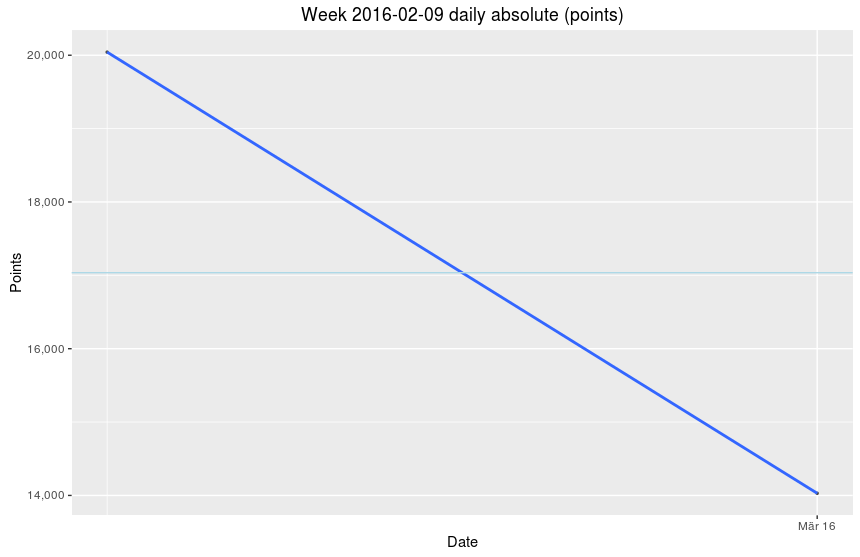 Week 2016-02-09 daily absolute (points)
20,000
18,000
16,000
14,000
Points
Mär 16
Date